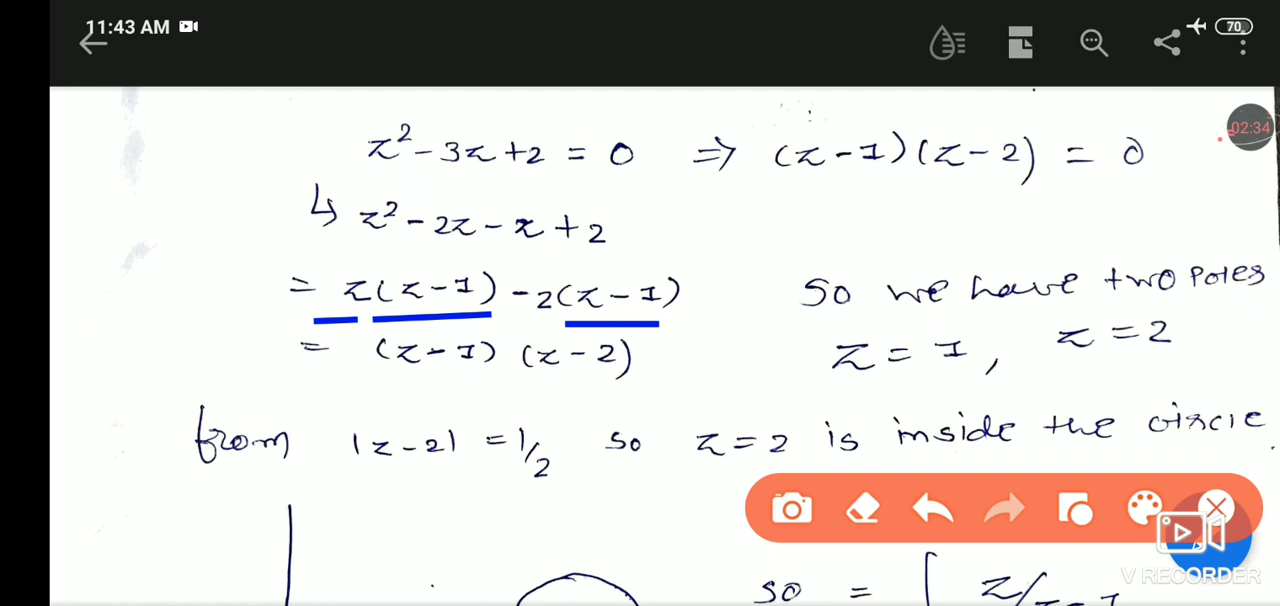 11:43 AM
70
02:34
z² - 3z + 2 = 0 ⇒ (z - 1)(z - 2) = 0
↳ z² - 2z - z + 2
= z(z - 1) - 2(z - 1)
= (z - 1) (z - 2)
So we have two Poles
z = 1, z = 2
from |z - 2| = 1/2 so z = 2 is inside the circle.
so = ∫ z/z-1
V RECORDER